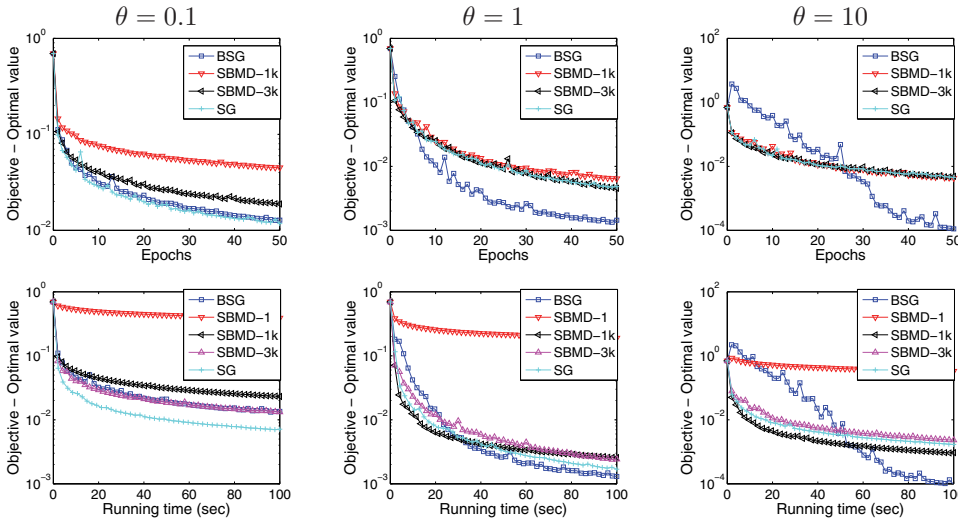 θ = 0.1
θ = 1
θ = 10
Objective − Optimal value
10^0
10^−1
10^−2
0 10 20 30 40 50
Epochs
BSG
SBMD−1k
SBMD−3k
SG
Objective − Optimal value
10^0
10^−1
10^−2
10^−3
0 10 20 30 40 50
Epochs
BSG
SBMD−1k
SBMD−3k
SG
Objective − Optimal value
10^2
10^0
10^−2
10^−4
0 10 20 30 40 50
Epochs
BSG
SBMD−1k
SBMD−3k
SG
Objective − Optimal value
10^0
10^−1
10^−2
10^−3
0 20 40 60 80 100
Running time (sec)
BSG
SBMD−1
SBMD−1k
SBMD−3k
SG
Objective − Optimal value
10^0
10^−1
10^−2
10^−3
0 20 40 60 80 100
Running time (sec)
BSG
SBMD−1
SBMD−1k
SBMD−3k
SG
Objective − Optimal value
10^2
10^0
10^−2
10^−4
0 20 40 60 80 100
Running time (sec)
BSG
SBMD−1
SBMD−1k
SBMD−3k
SG